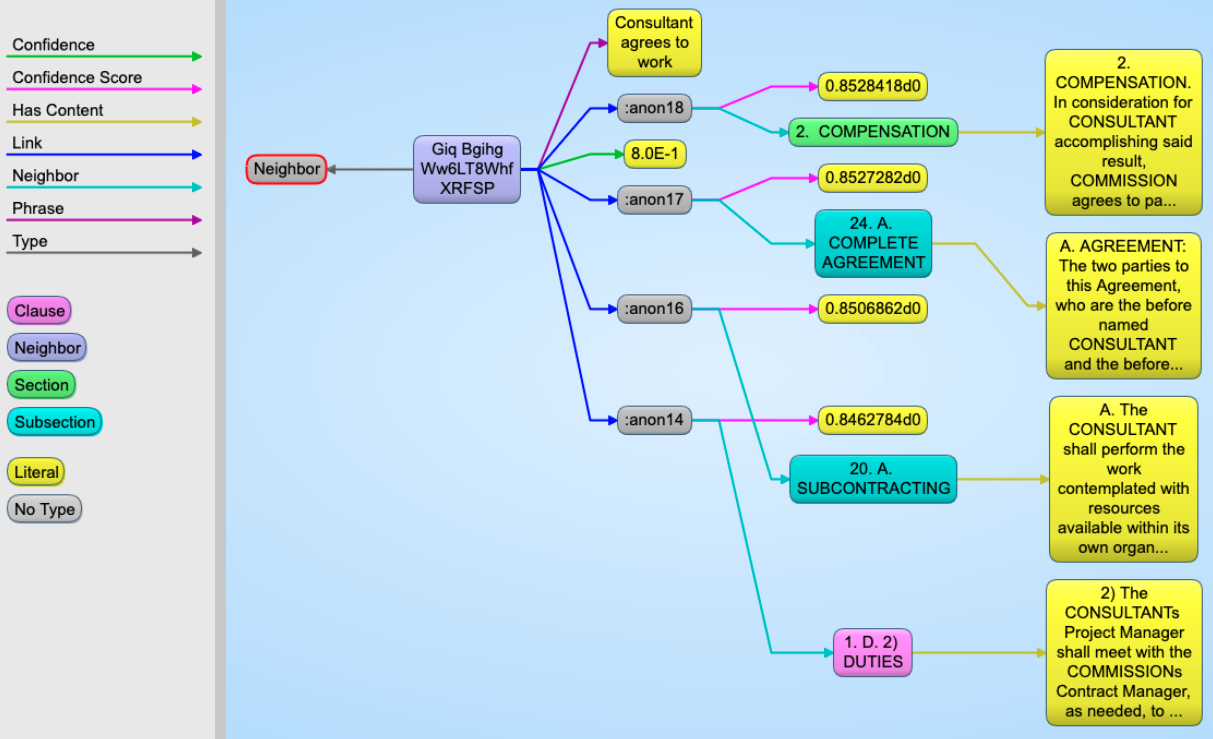 Confidence
Confidence Score
Has Content
Link
Neighbor
Phrase
Type
Clause
Neighbor
Section
Subsection
Literal
No Type
Neighbor
Giq Bgihg
Ww6LT8Whf
XRFSP
Consultant
agrees to
work
:anon18
8.0E-1
:anon17
:anon16
:anon14
0.8528418d0
2. COMPENSATION
0.8527282d0
24. A.
COMPLETE
AGREEMENT
0.8506862d0
0.8462784d0
20. A.
SUBCONTRACTING
1. D. 2)
DUTIES
2.
COMPENSATION.
In consideration for
CONSULTANT
accomplishing said
result,
COMMISSION
agrees to pa...
A. AGREEMENT:
The two parties to
this Agreement,
who are the before
named
CONSULTANT
and the before...
A. The
CONSULTANT
shall perform the
work
contemplated with
resources
available within its
own organ...
2) The
CONSULTANTs
Project Manager
shall meet with the
COMMISSIONs
Contract Manager,
as needed, to ...